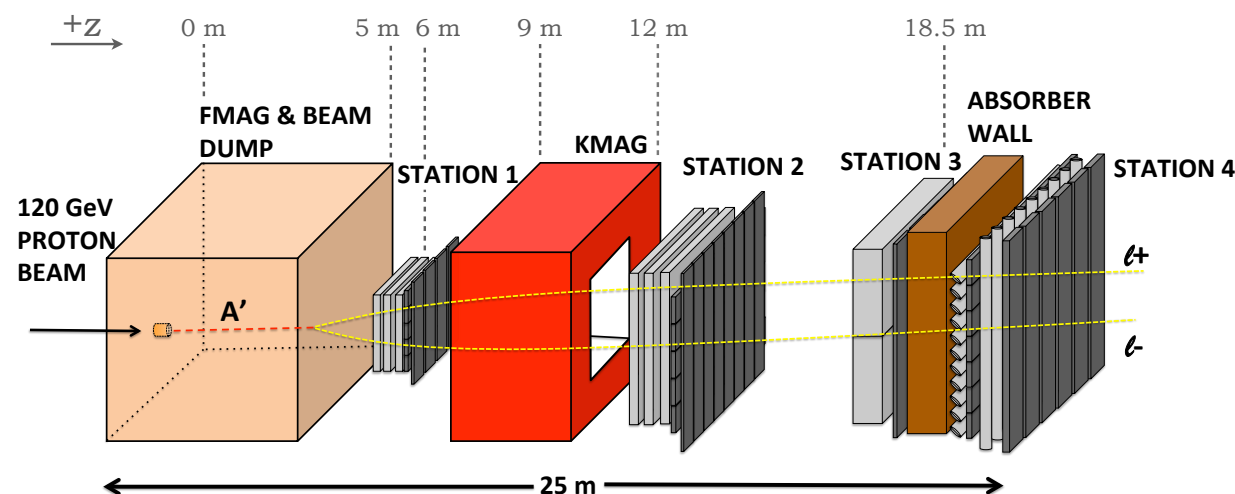 +z
0 m
5 m
6 m
9 m
12 m
18.5 m
FMAG & BEAM
DUMP
STATION 1
KMAG
STATION 2
STATION 3
ABSORBER
WALL
STATION 4
120 GeV
PROTON
BEAM
A’
ℓ+
ℓ-
25 m